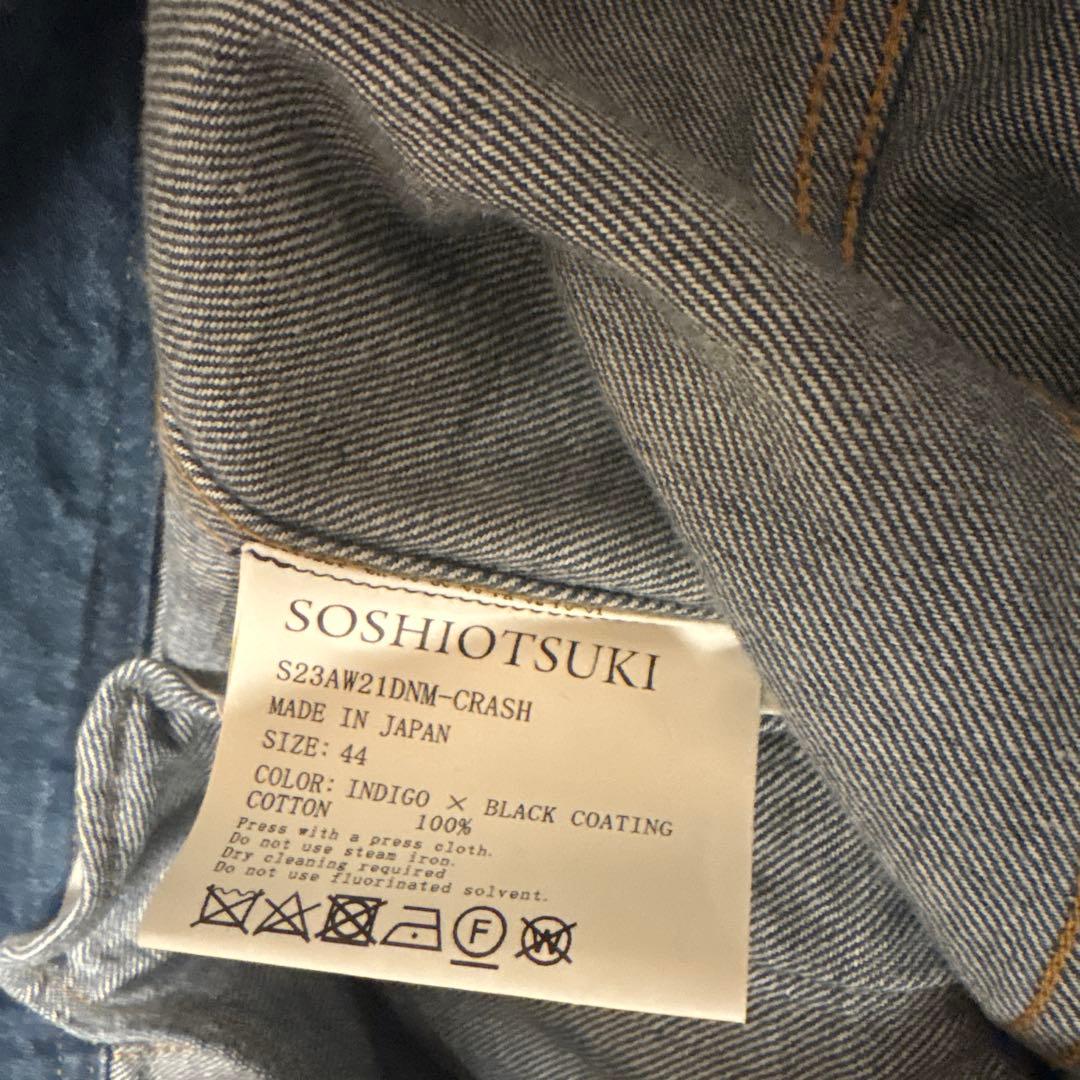 SOSHIOTSUKI
S23AW21DNM-CRASH
MADE IN JAPAN
SIZE: 44
COLOR: INDIGO × BLACK COATING
COTTON 100%
Press with a press cloth.
Do not use steam iron.
Dry cleaning required
Do not use fluorinated solvent.
F W